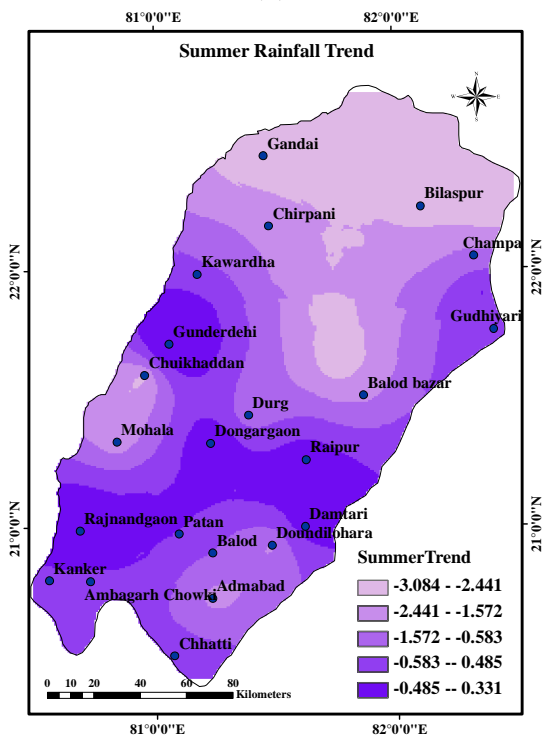 81°0'0"E 82°0'0"E
Summer Rainfall Trend
N
W E
S
Gandai
Bilaspur
Chirpani
Champa
22°0'0"N
Kawardha
22°0'0"N
Gudhiyari
Gunderdehi
Chuikhaddan
Balod bazar
Durg
Mohala
Dongargaon
Raipur
21°0'0"N
Rajnandgaon
Patan
Damtari
21°0'0"N
Balod
Doundilohara
SummerTrend
Kanker
Ambagarh Chowki
Admabad
-3.084 - -2.441
-2.441 - -1.572
-1.572 - -0.583
-0.583 -- 0.485
-0.485 -- 0.331
Chhatti
0 10 20 40 60 80
Kilometers
81°0'0"E 82°0'0"E